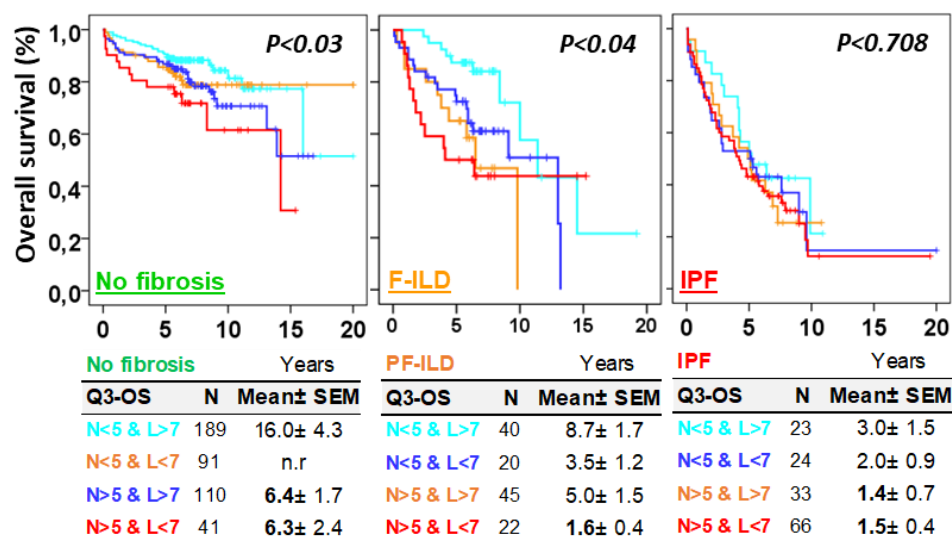 Overall survival (%)
1,0
0,8
0,6
0,4
0,2
0,0
P<0.03
No fibrosis
0 5 10 15 20
P<0.04
F-ILD
0 5 10 15 20
P<0.708
IPF
0 5 10 15 20
No fibrosis Years
Q3-OS N Mean± SEM
N<5 & L>7 189 16.0± 4.3
N<5 & L<7 91 n.r
N>5 & L>7 110 6.4± 1.7
N>5 & L<7 41 6.3± 2.4
PF-ILD Years
Q3-OS N Mean± SEM
N<5 & L>7 40 8.7± 1.7
N<5 & L<7 20 3.5± 1.2
N>5 & L>7 45 5.0± 1.5
N>5 & L<7 22 1.6± 0.4
IPF Years
Q3-OS N Mean± SEM
N<5 & L>7 23 3.0± 1.5
N<5 & L<7 24 2.0± 0.9
N>5 & L>7 33 1.4± 0.7
N>5 & L<7 66 1.5± 0.4